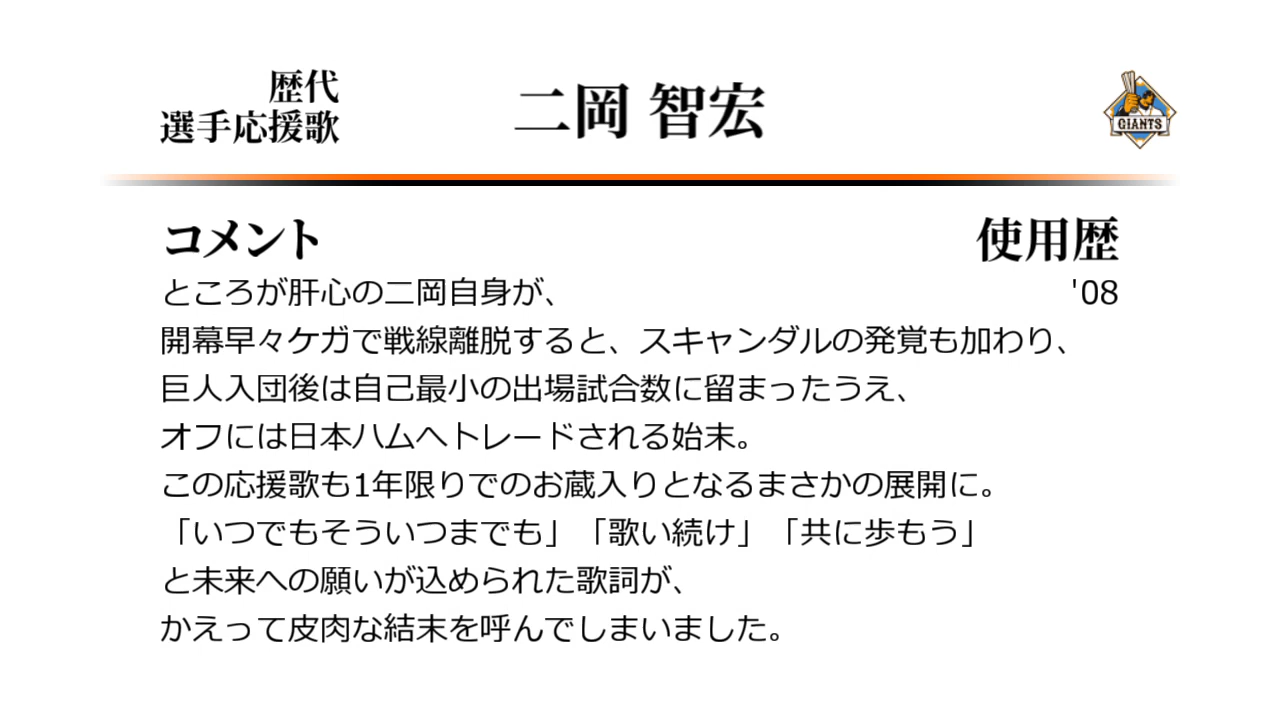 歴代
選手応援歌
二岡 智宏
GIANTS
コメント
使用歴
ところが肝心の二岡自身が、
'08
開幕早々ケガで戦線離脱すると、スキャンダルの発覚も加わり、
巨人入団後は自己最小の出場試合数に留まったうえ、
オフには日本ハムへトレードされる始末。
この応援歌も1年限りでのお蔵入りとなるまさかの展開に。
「いつでもそういつまでも」「歌い続け」「共に歩もう」
と未来への願いが込められた歌詞が、
かえって皮肉な結末を呼んでしまいました。